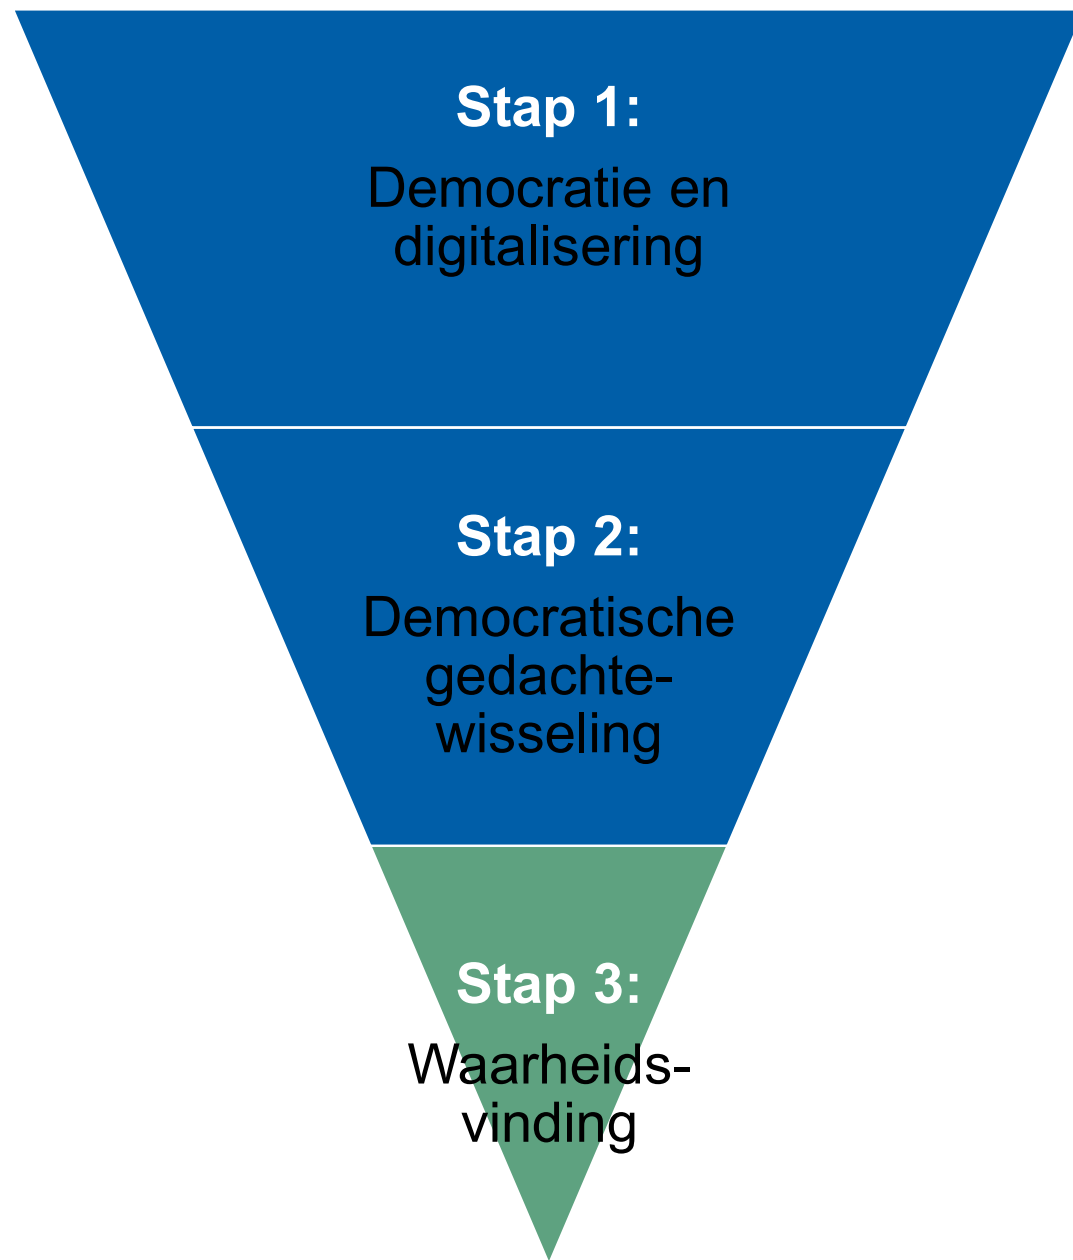 Stap 1:
Democratie en
digitalisering
Stap 2:
Democratische
gedachte-
wisseling
Stap 3:
Waarheids-
vinding